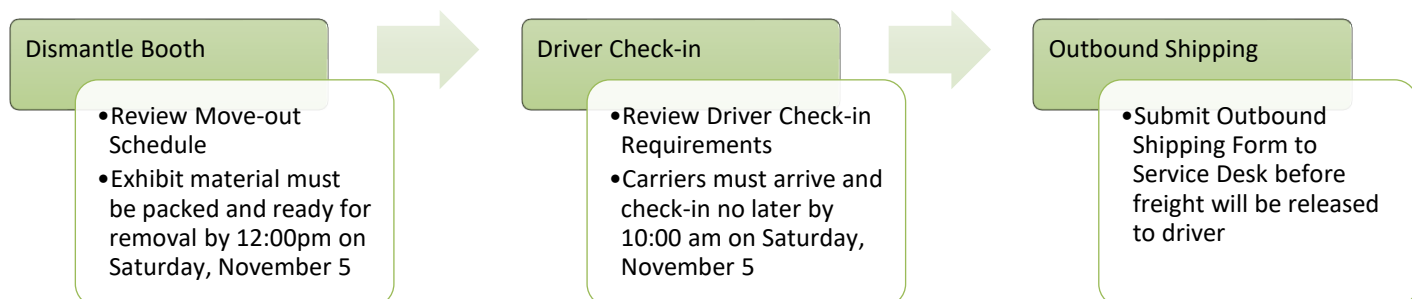 Dismantle Booth
•Review Move-out
Schedule
•Exhibit material must
be packed and ready for
removal by 12:00pm on
Saturday, November 5
Driver Check-in
•Review Driver Check-in
Requirements
•Carriers must arrive and
check-in no later by
10:00 am on Saturday,
November 5
Outbound Shipping
•Submit Outbound
Shipping Form to
Service Desk before
freight will be released
to driver